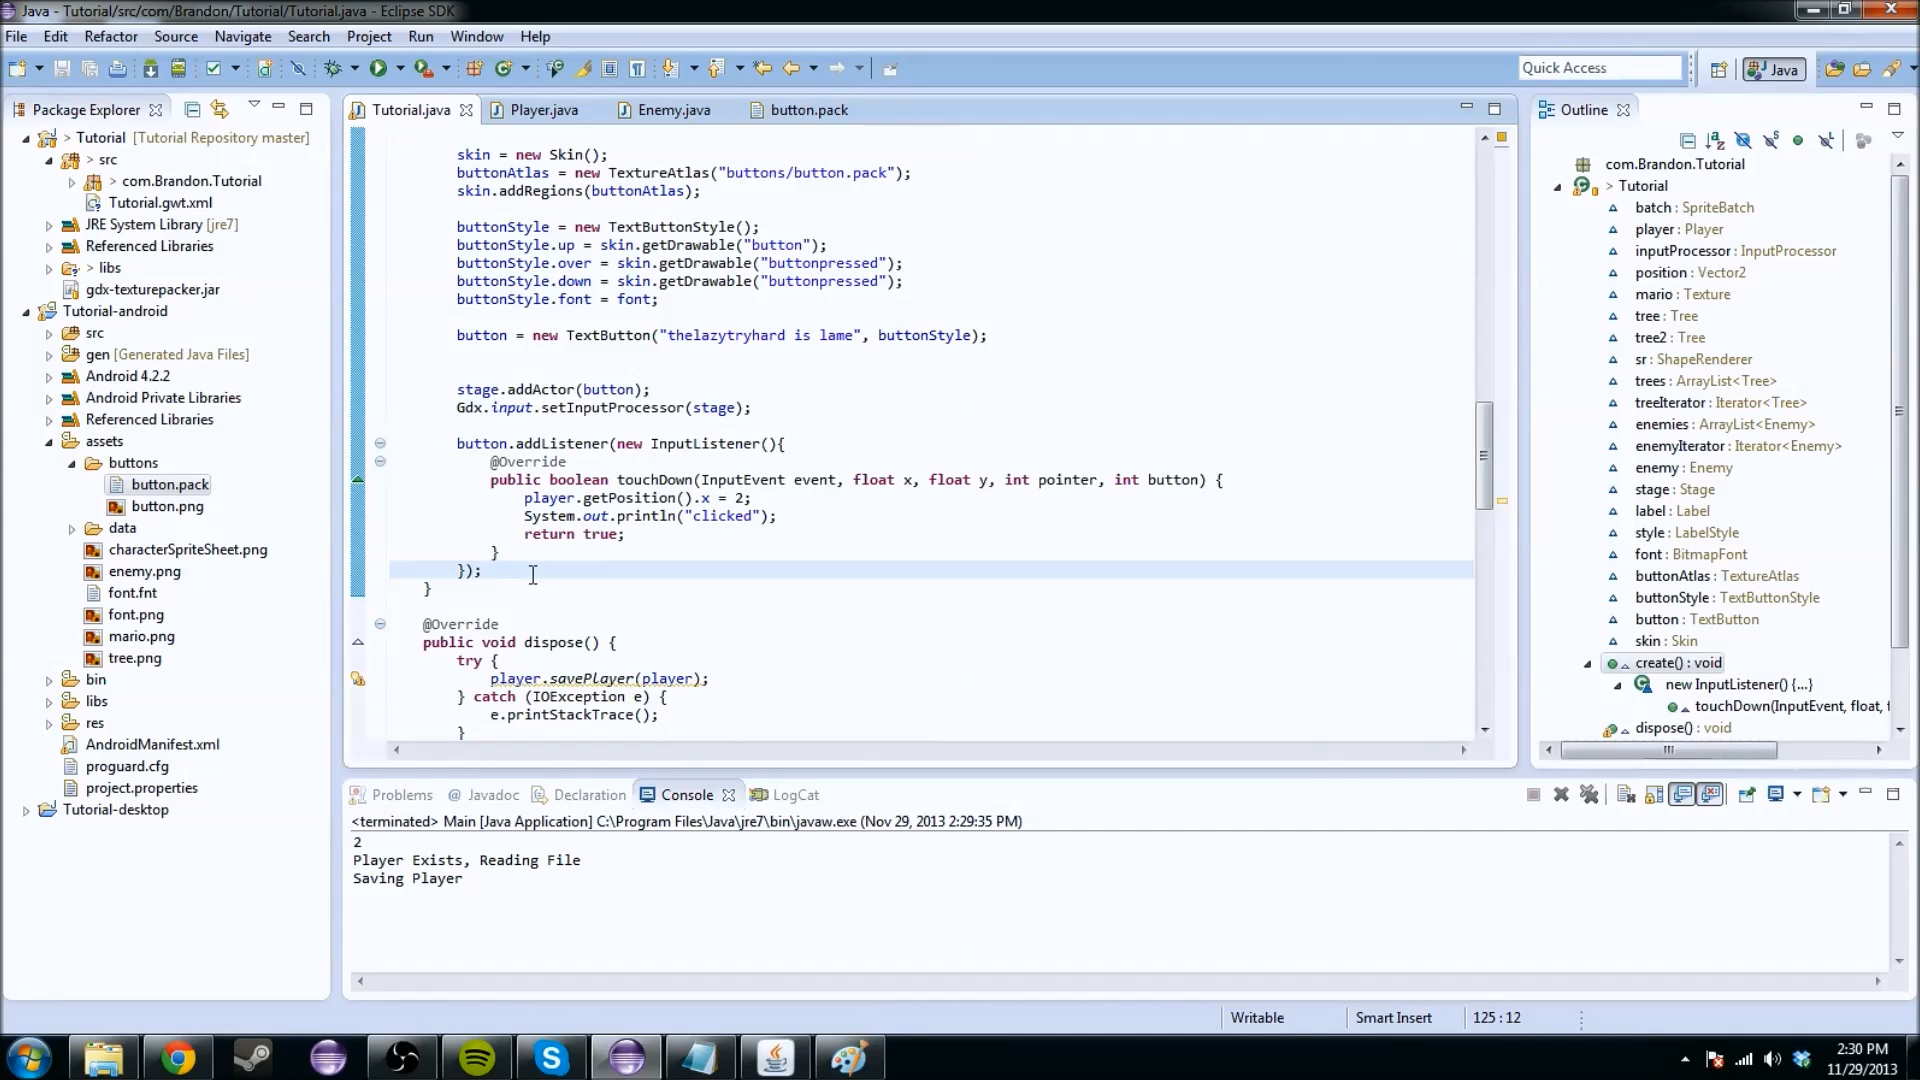 Java - Tutorial/src/com/Brandon/Tutorial/Tutorial.java - Eclipse SDK
File Edit Refactor Source Navigate Search Project Run Window Help
Quick Access
Java
Package Explorer
> Tutorial [Tutorial Repository master]
> src
> com.Brandon.Tutorial
Tutorial.gwt.xml
JRE System Library [jre7]
Referenced Libraries
> libs
gdx-texturepacker.jar
Tutorial-android
src
gen [Generated Java Files]
Android 4.2.2
Android Private Libraries
Referenced Libraries
assets
buttons
button.pack
button.png
data
characterSpriteSheet.png
enemy.png
font.fnt
font.png
mario.png
tree.png
bin
libs
res
AndroidManifest.xml
proguard.cfg
project.properties
Tutorial-desktop
Tutorial.java Player.java Enemy.java button.pack
skin = new Skin();
buttonAtlas = new TextureAtlas("buttons/button.pack");
skin.addRegions(buttonAtlas);
buttonStyle = new TextButtonStyle();
buttonStyle.up = skin.getDrawable("button");
buttonStyle.over = skin.getDrawable("buttonpressed");
buttonStyle.down = skin.getDrawable("buttonpressed");
buttonStyle.font = font;
button = new TextButton("thelazytryhard is lame", buttonStyle);
stage.addActor(button);
Gdx.input.setInputProcessor(stage);
button.addListener(new InputListener(){
@Override
public boolean touchDown(InputEvent event, float x, float y, int pointer, int button) {
player.getPosition().x = 2;
System.out.println("clicked");
return true;
}
});
}
@Override
public void dispose() {
try {
player.savePlayer(player);
} catch (IOException e) {
e.printStackTrace();
}
Outline
com.Brandon.Tutorial
> Tutorial
batch : SpriteBatch
player : Player
inputProcessor : InputProcessor
position : Vector2
mario : Texture
tree : Tree
tree2 : Tree
sr : ShapeRenderer
trees : ArrayList<Tree>
treeIterator : Iterator<Tree>
enemies : ArrayList<Enemy>
enemyIterator : Iterator<Enemy>
enemy : Enemy
stage : Stage
label : Label
style : LabelStyle
font : BitmapFont
buttonAtlas : TextureAtlas
buttonStyle : TextButtonStyle
button : TextButton
skin : Skin
create() : void
new InputListener() {...}
touchDown(InputEvent, float, f
dispose() : void
Problems @ Javadoc Declaration Console LogCat
<terminated> Main [Java Application] C:\Program Files\Java\jre7\bin\javaw.exe (Nov 29, 2013 2:29:35 PM)
2
Player Exists, Reading File
Saving Player
Writable Smart Insert 125 : 12
2:30 PM
11/29/2013